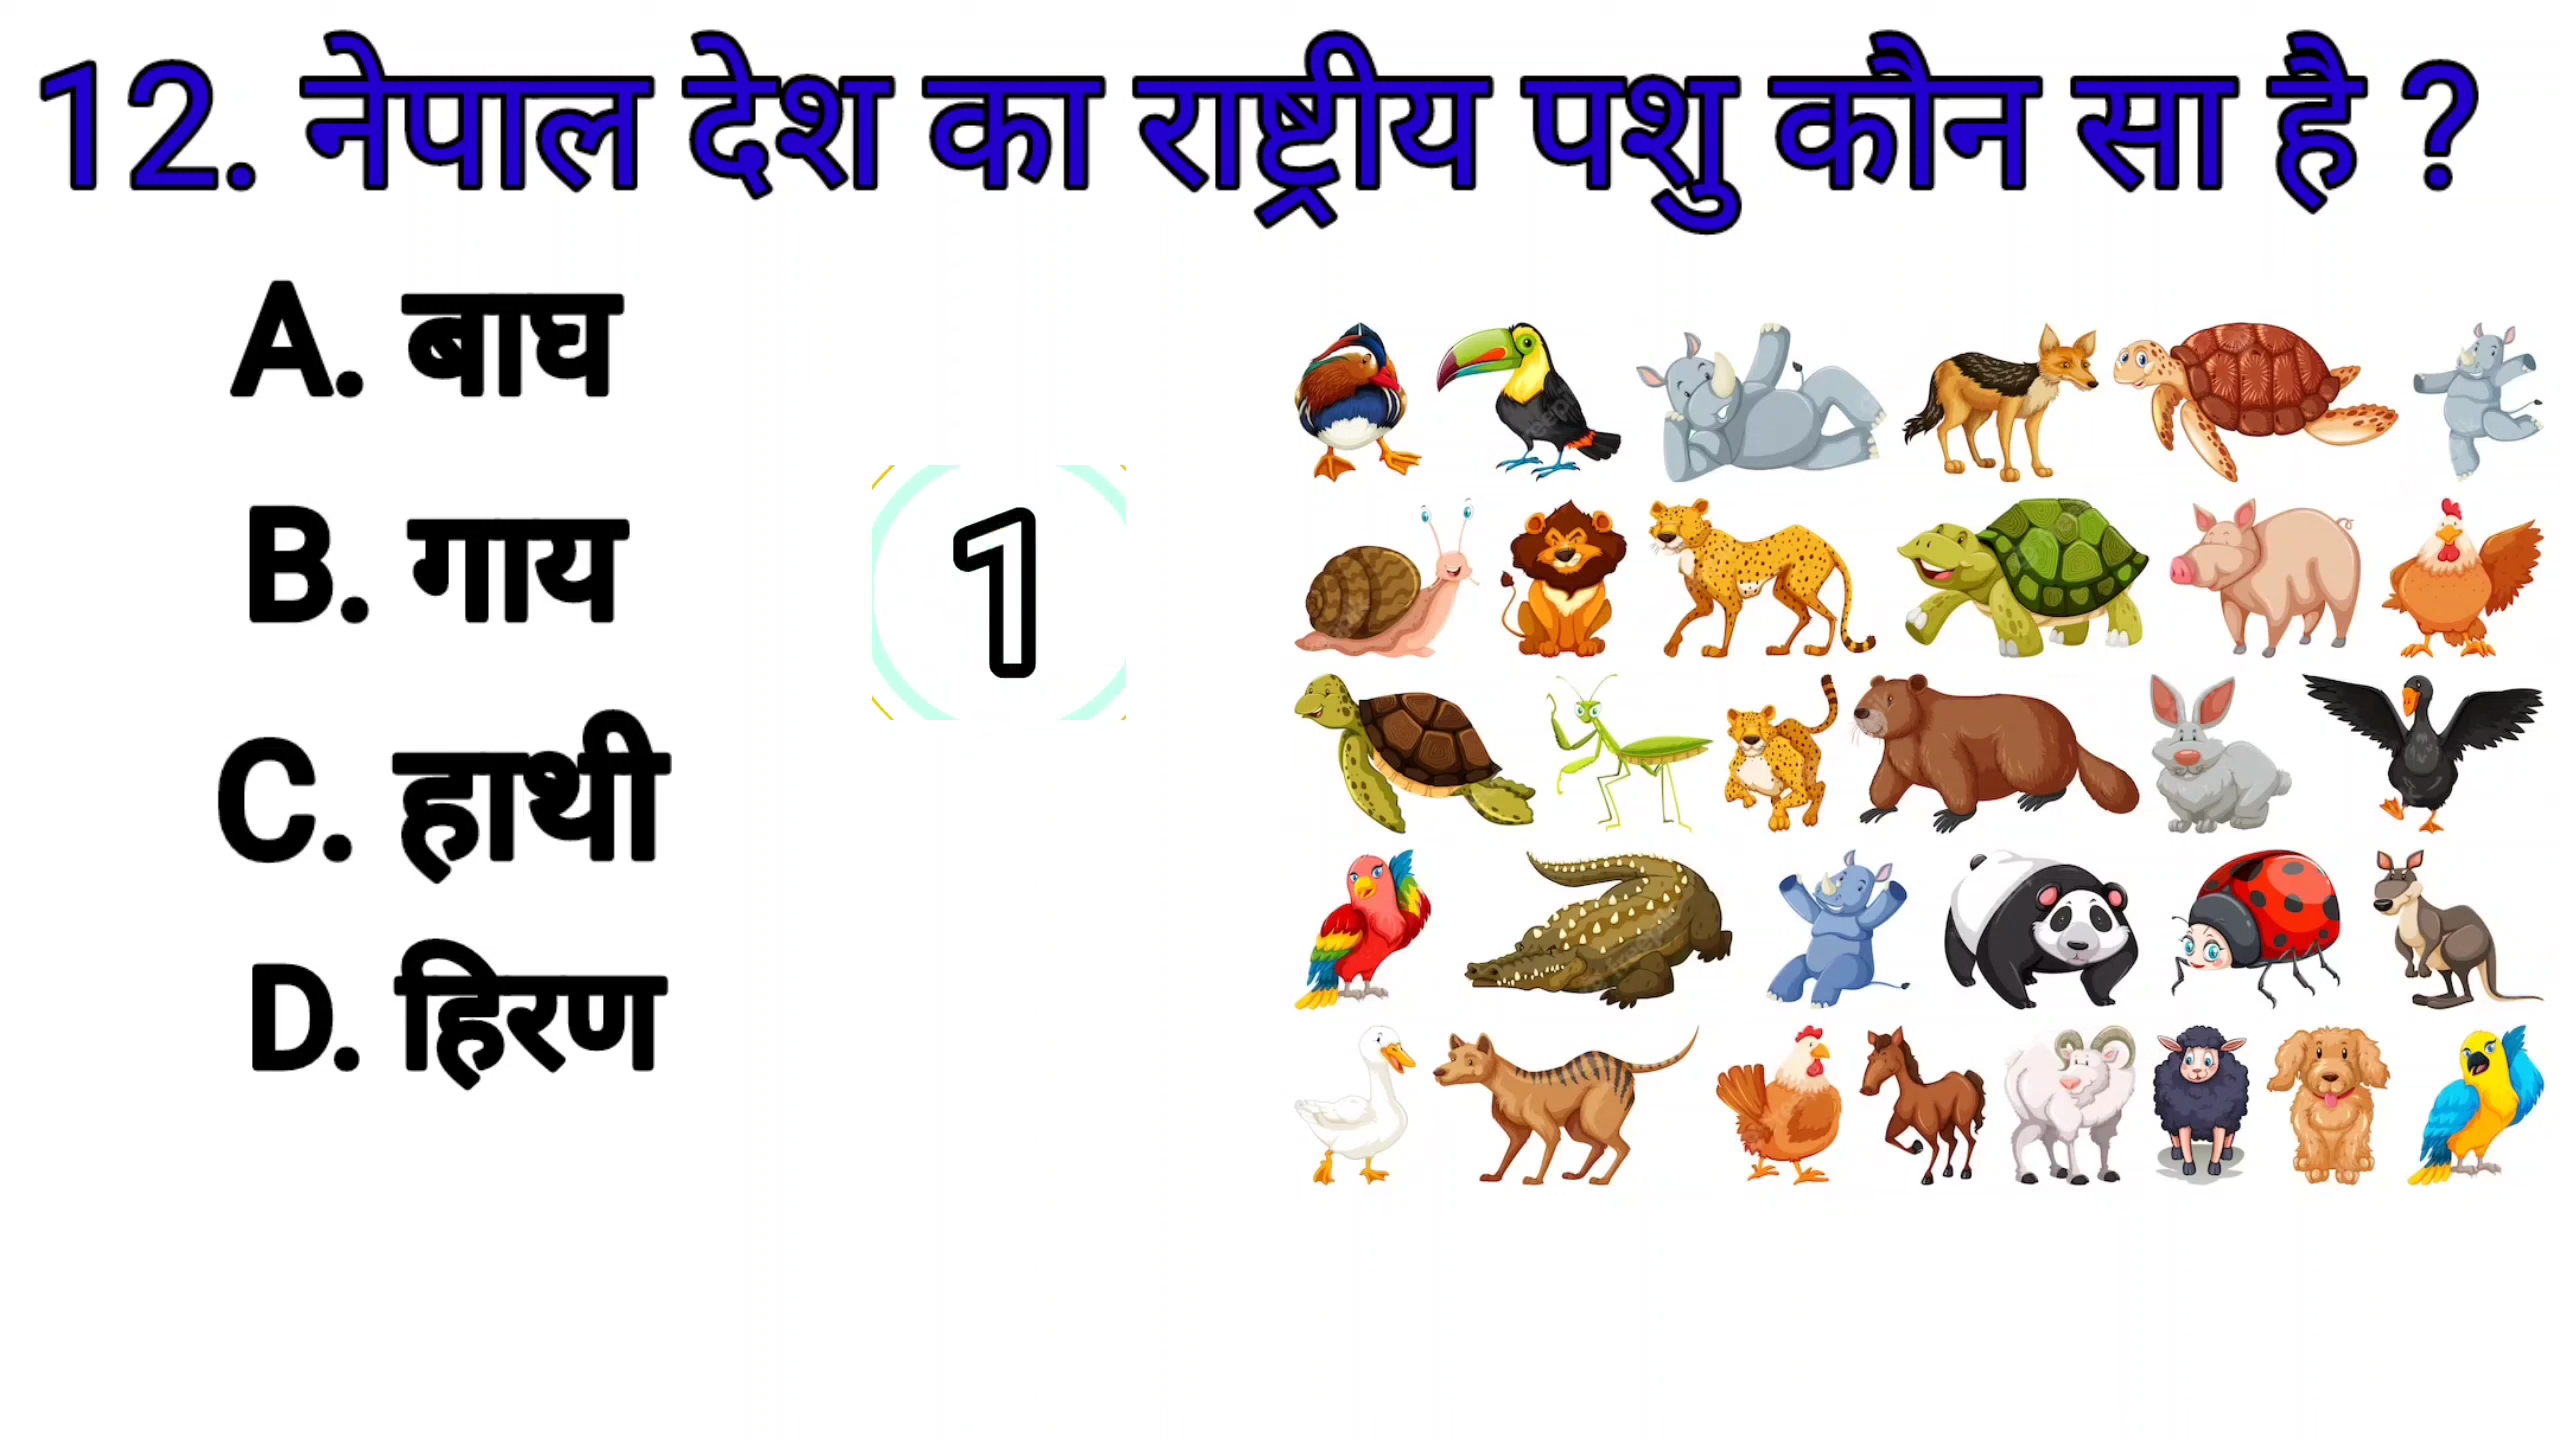 12. नेपाल देश का राष्ट्रीय पशु कौन सा है ?
A. बाघ
B. गाय
1
C. हाथी
D. हिरण